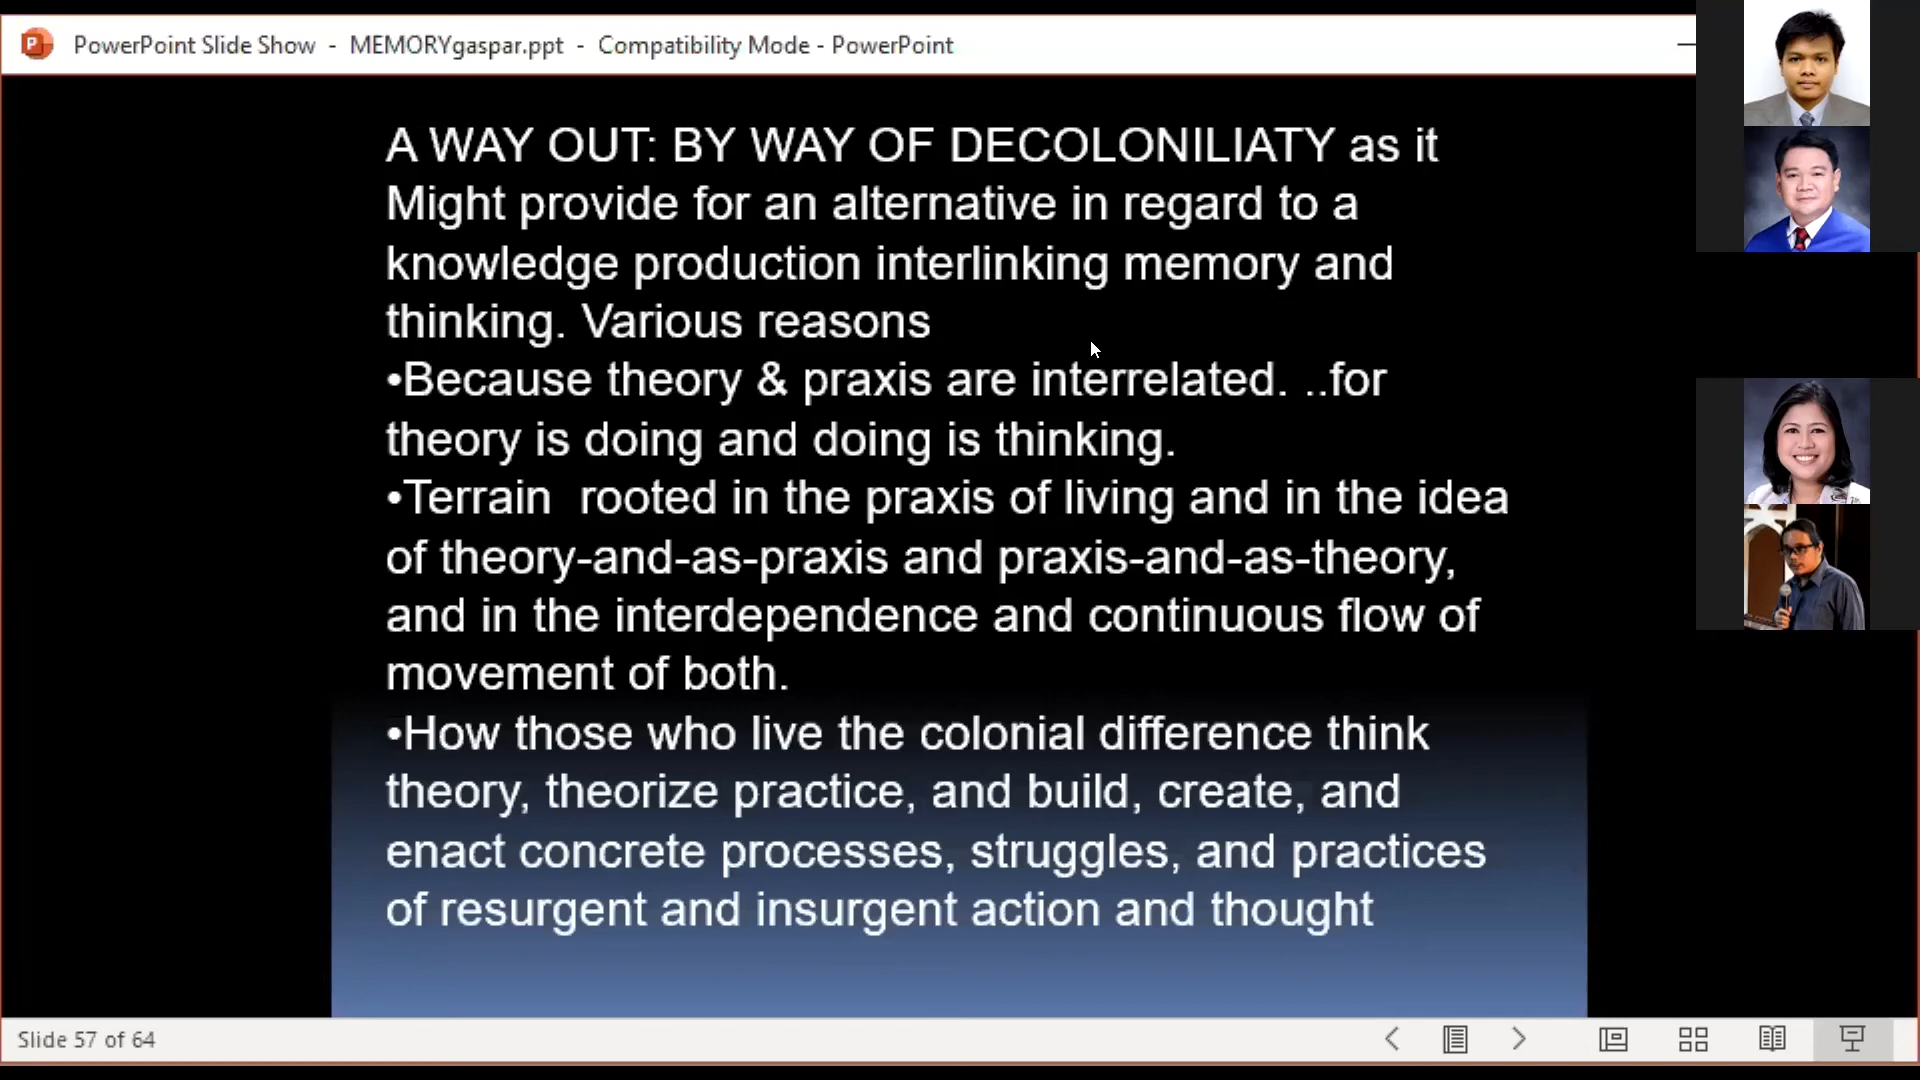 PowerPoint Slide Show - MEMORYgaspar.ppt - Compatibility Mode - PowerPoint
A WAY OUT: BY WAY OF DECOLONILIATY as it
Might provide for an alternative in regard to a
knowledge production interlinking memory and
thinking. Various reasons
•Because theory & praxis are interrelated. ..for
theory is doing and doing is thinking.
•Terrain  rooted in the praxis of living and in the idea
of theory-and-as-praxis and praxis-and-as-theory,
and in the interdependence and continuous flow of
movement of both.
•How those who live the colonial difference think
theory, theorize practice, and build, create, and
enact concrete processes, struggles, and practices
of resurgent and insurgent action and thought
Slide 57 of 64